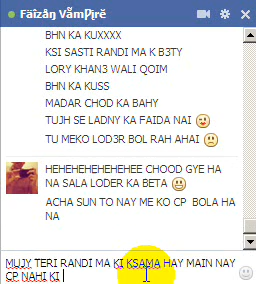 Fäïzåη Vãmpïrë
BHN KA KUXXXX
KSI SASTI RANDI MA K B3TY
LORY KHAN3 WALI QOIM
BHN KA KUSS
MADAR CHOD KA BAHY
TUJH SE LADNY KA FAIDA NAI
TU MEKO LOD3R BOL RAH AHAI
HEHEHEHEHEHEHEE CHOOD GYE HA
NA SALA LODER KA BETA
ACHA SUN TO NAY ME KO CP BOLA HA
NA
MUJY TERI RANDI MA KI KSAMA HAY MAIN NAY
CP NAHI KI